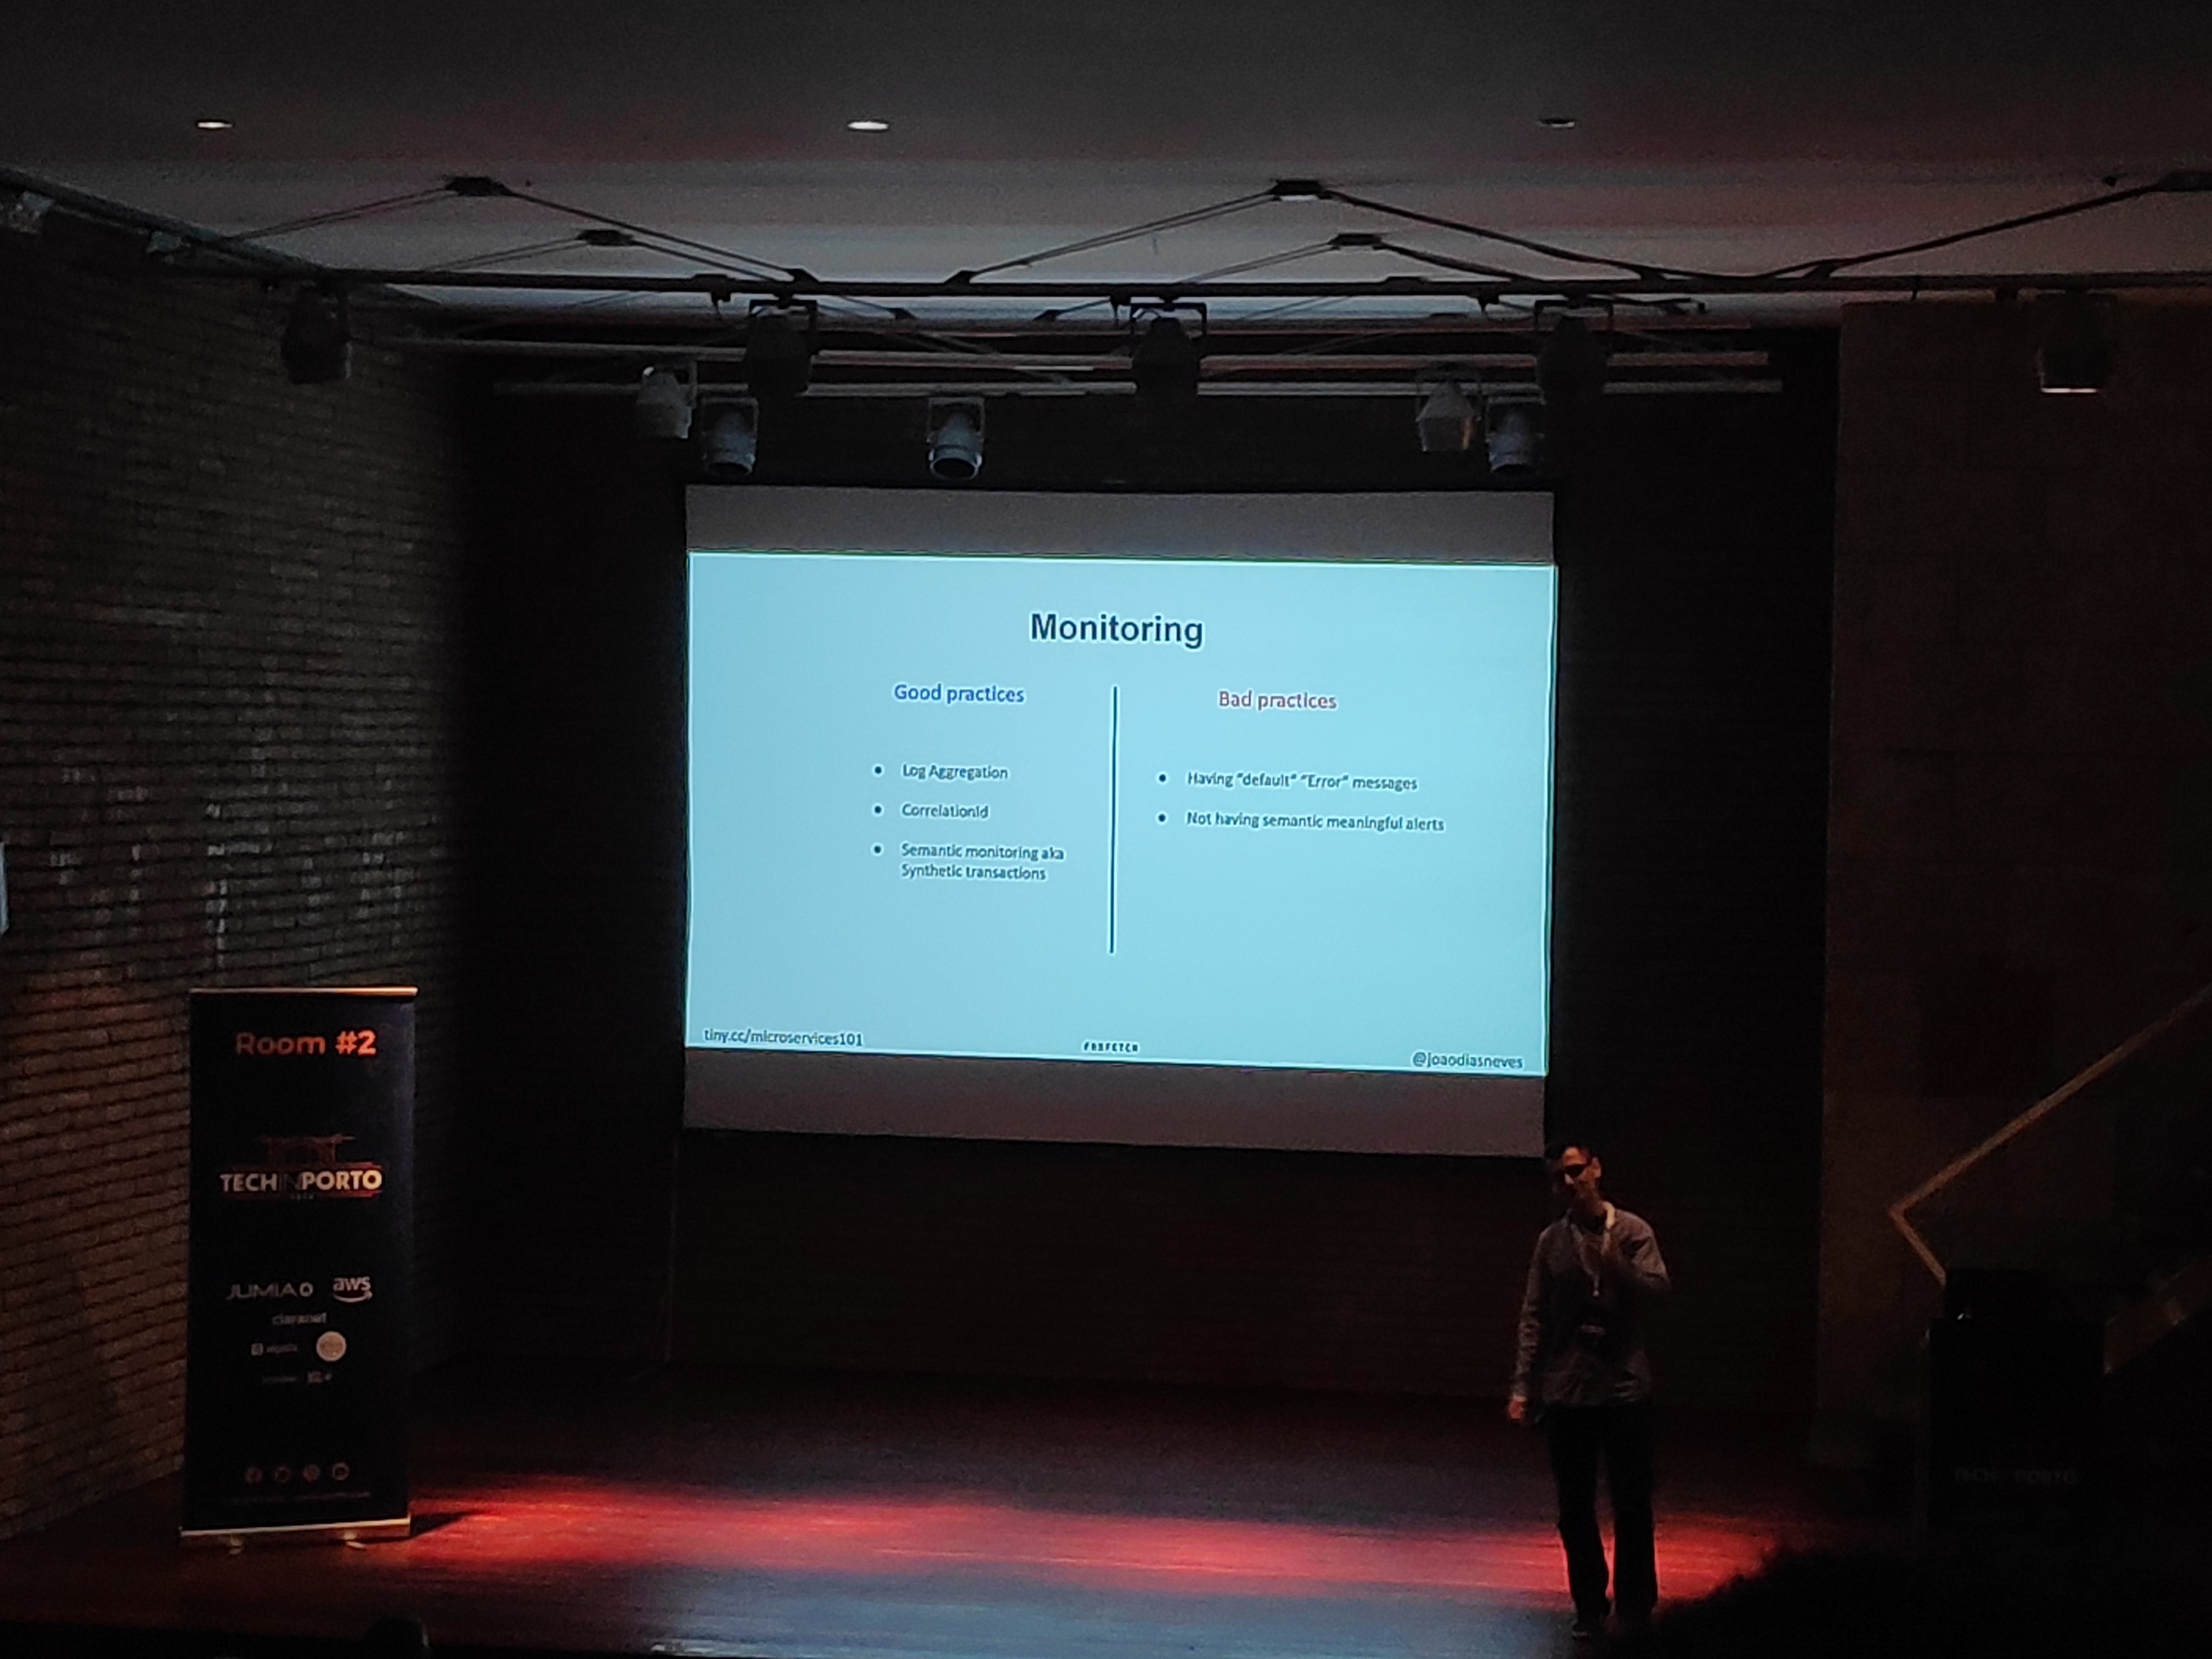 Monitoring
Good practices
Log Aggregation
CorrelationId
Semantic monitoring aka
Synthetic transactions
Bad practices
Having "default" "Error" messages
Not having semantic meaningful alerts
tiny.cc/microservices101
FARFETCH
@joaodiasneves
Room #2
TECHINPORTO
JUMIA
aws
claranet